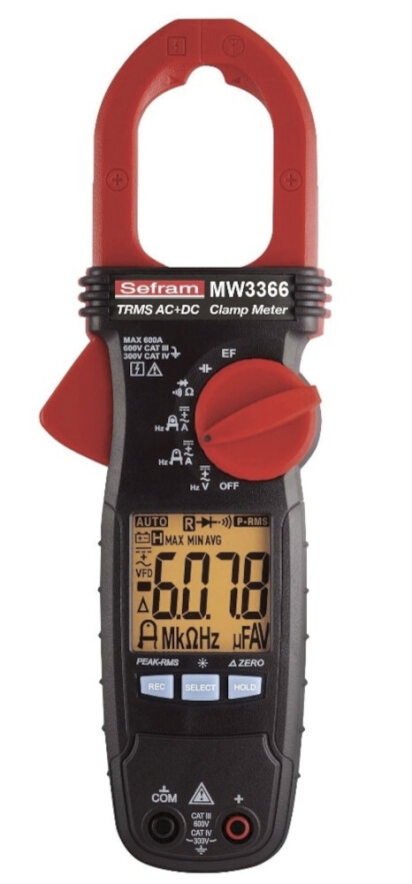 Sefram MW3366
TRMS AC+DC Clamp Meter
MAX 600A
600V CAT III
300V CAT IV
EF
Ω
Hz A
Hz A
Hz V
OFF
AUTO R P-RMS
H MAX MIN AVG
VFD
-6.0.7.8
Δ
A MkΩHz µFAV
PEAK-RMS Δ ZERO
REC SELECT HOLD
COM +
CAT III
600V
CAT IV
300V